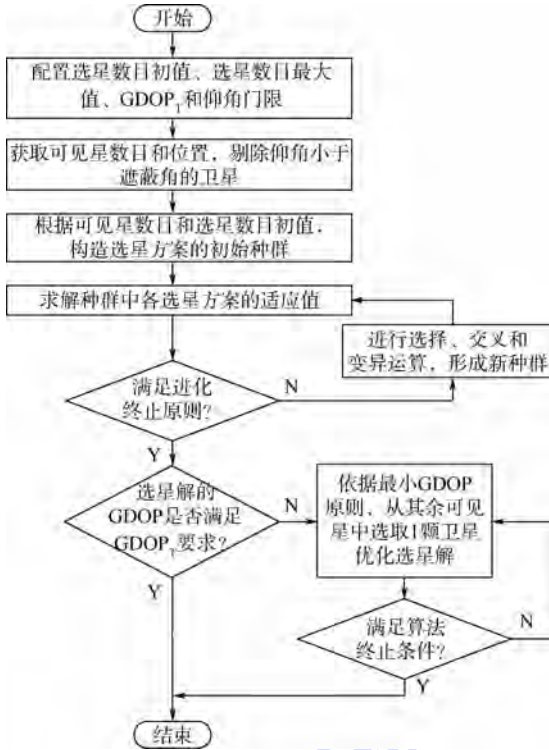 开始
配置选星数目初值、选星数目最大
值、GDOP_T和仰角门限
获取可见星数目和位置，剔除仰角小于
遮蔽角的卫星
根据可见星数目和选星数目初值，
构造选星方案的初始种群
求解种群中各选星方案的适应值
进行选择、交叉和
变异运算，形成新种群
满足进化
终止原则?
N
Y
选星解的
GDOP是否满足
GDOP_T要求?
N
Y
依据最小GDOP
原则，从其余可见
星中选取1颗卫星
优化选星解
满足算法
终止条件?
N
Y
结束